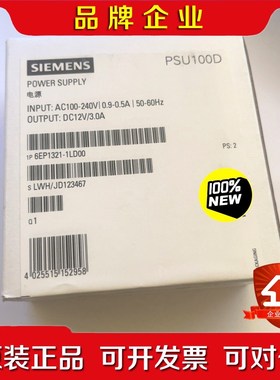 品牌企业
SIEMENS
PSU100D
POWER SUPPLY
电源
INPUT: AC100-240V | 0.9-0.5A | 50-60Hz
OUTPUT: DC12V/3.0A
1P 6EP1321-1LD00
PS: 2
S LWH/JD123467
Q 1
100%
NEW
4 025515 152958
企业
原装正品 可开发票 可对